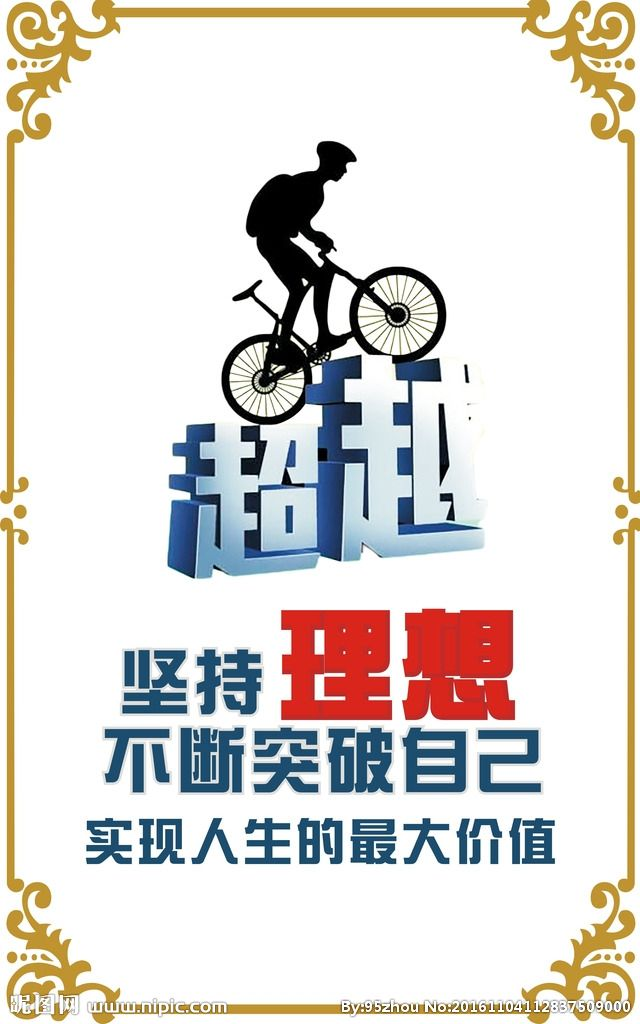 超越
坚持 理想
不断突破自己
实现人生的最大价值
昵图网 www.nipic.com
By:95zhou No:20161104112837509000